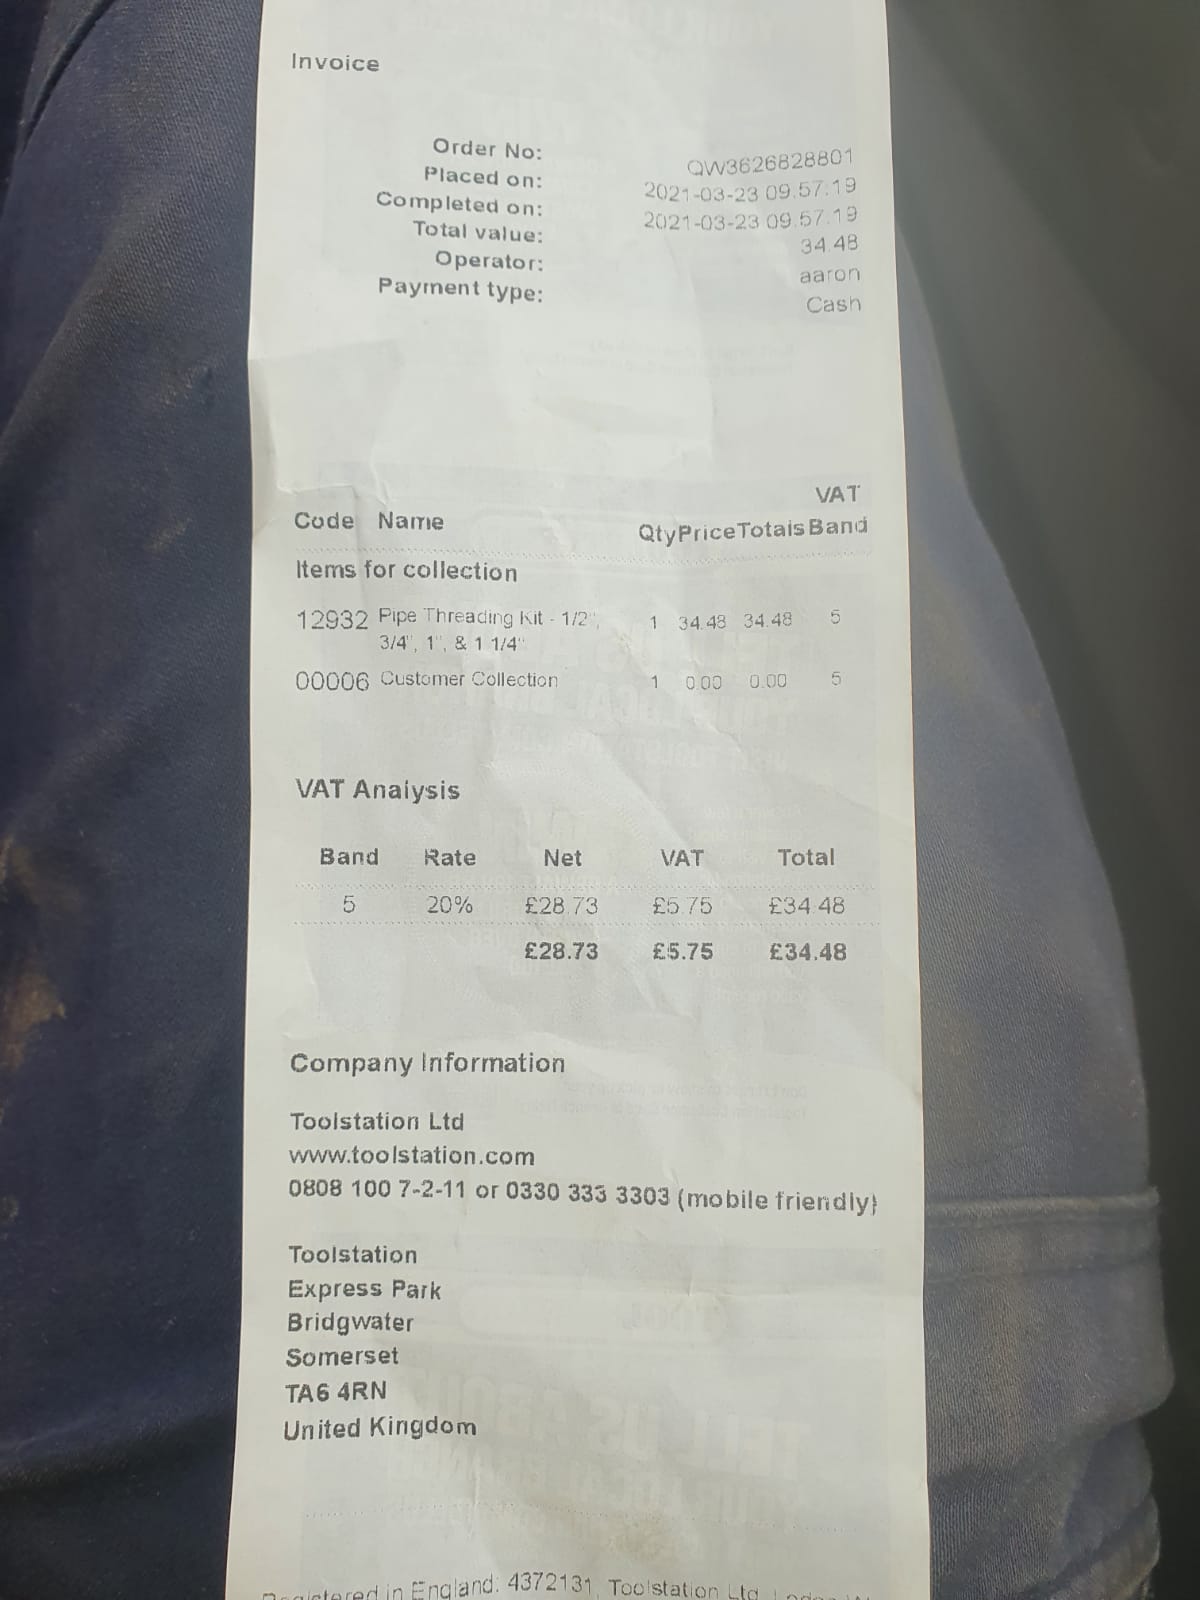 Invoice
Order No: QW3626828801
Placed on: 2021-03-23 09.57:19
Completed on: 2021-03-23 09.57.19
Total value: 34.48
Operator: aaron
Payment type: Cash
VAT
Code Name Qty Price Totals Band
Items for collection
12932 Pipe Threading Kit - 1/2", 1 34.48 34.48 5
3/4", 1", & 1 1/4"
00006 Customer Collection 1 0.00 0.00 5
VAT Analysis
Band Rate Net VAT Total
5 20% £28.73 £5.75 £34.48
£28.73 £5.75 £34.48
Company Information
Toolstation Ltd
www.toolstation.com
0808 100 7-2-11 or 0330 333 3303 (mobile friendly)
Toolstation
Express Park
Bridgwater
Somerset
TA6 4RN
United Kingdom
Registered in England: 4372131, Toolstation Ltd